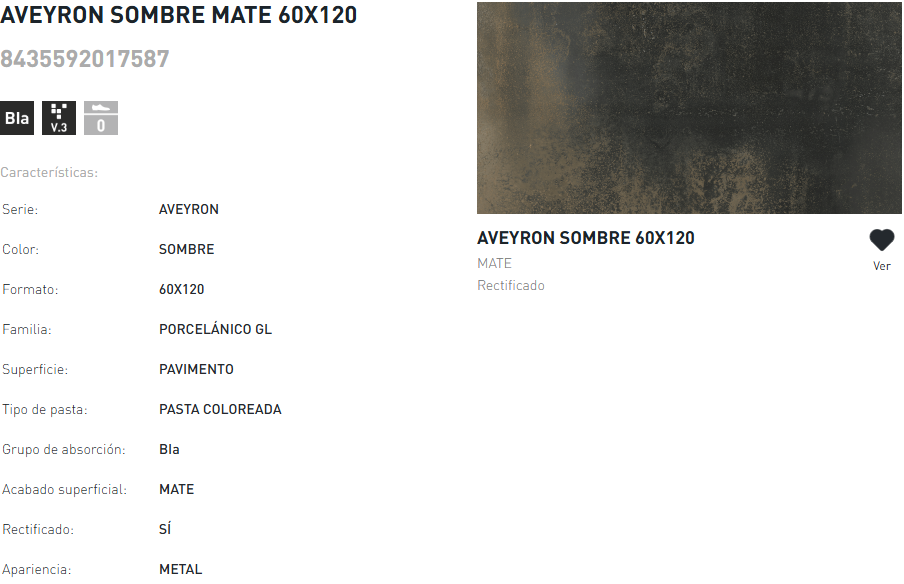 AVEYRON SOMBRE MATE 60X120
8435592017587
BIa
V.3
0
Características:
Serie: AVEYRON
Color: SOMBRE
Formato: 60X120
Familia: PORCELÁNICO GL
Superficie: PAVIMENTO
Tipo de pasta: PASTA COLOREADA
Grupo de absorción: BIa
Acabado superficial: MATE
Rectificado: SÍ
Apariencia: METAL
AVEYRON SOMBRE 60X120
MATE
Rectificado
Ver